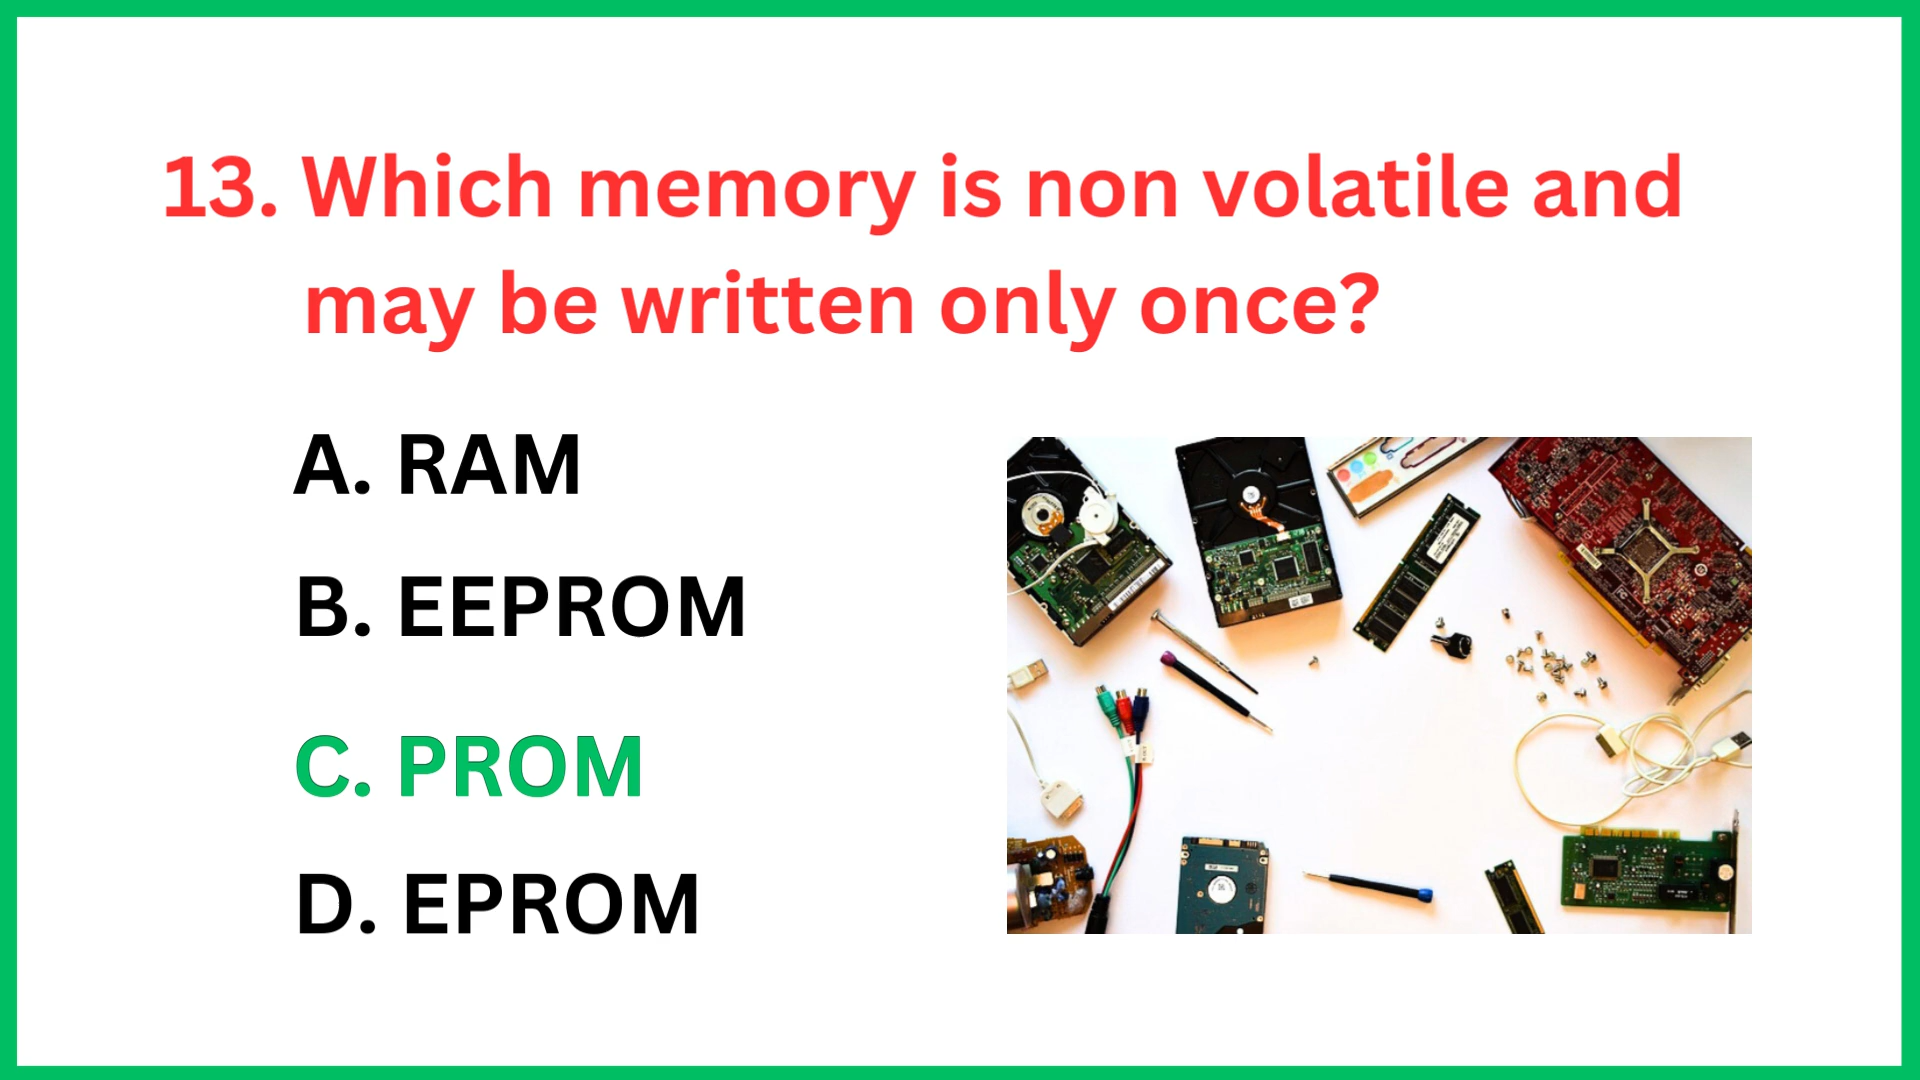 13. Which memory is non volatile and
may be written only once?
A. RAM
B. EEPROM
C. PROM
D. EPROM